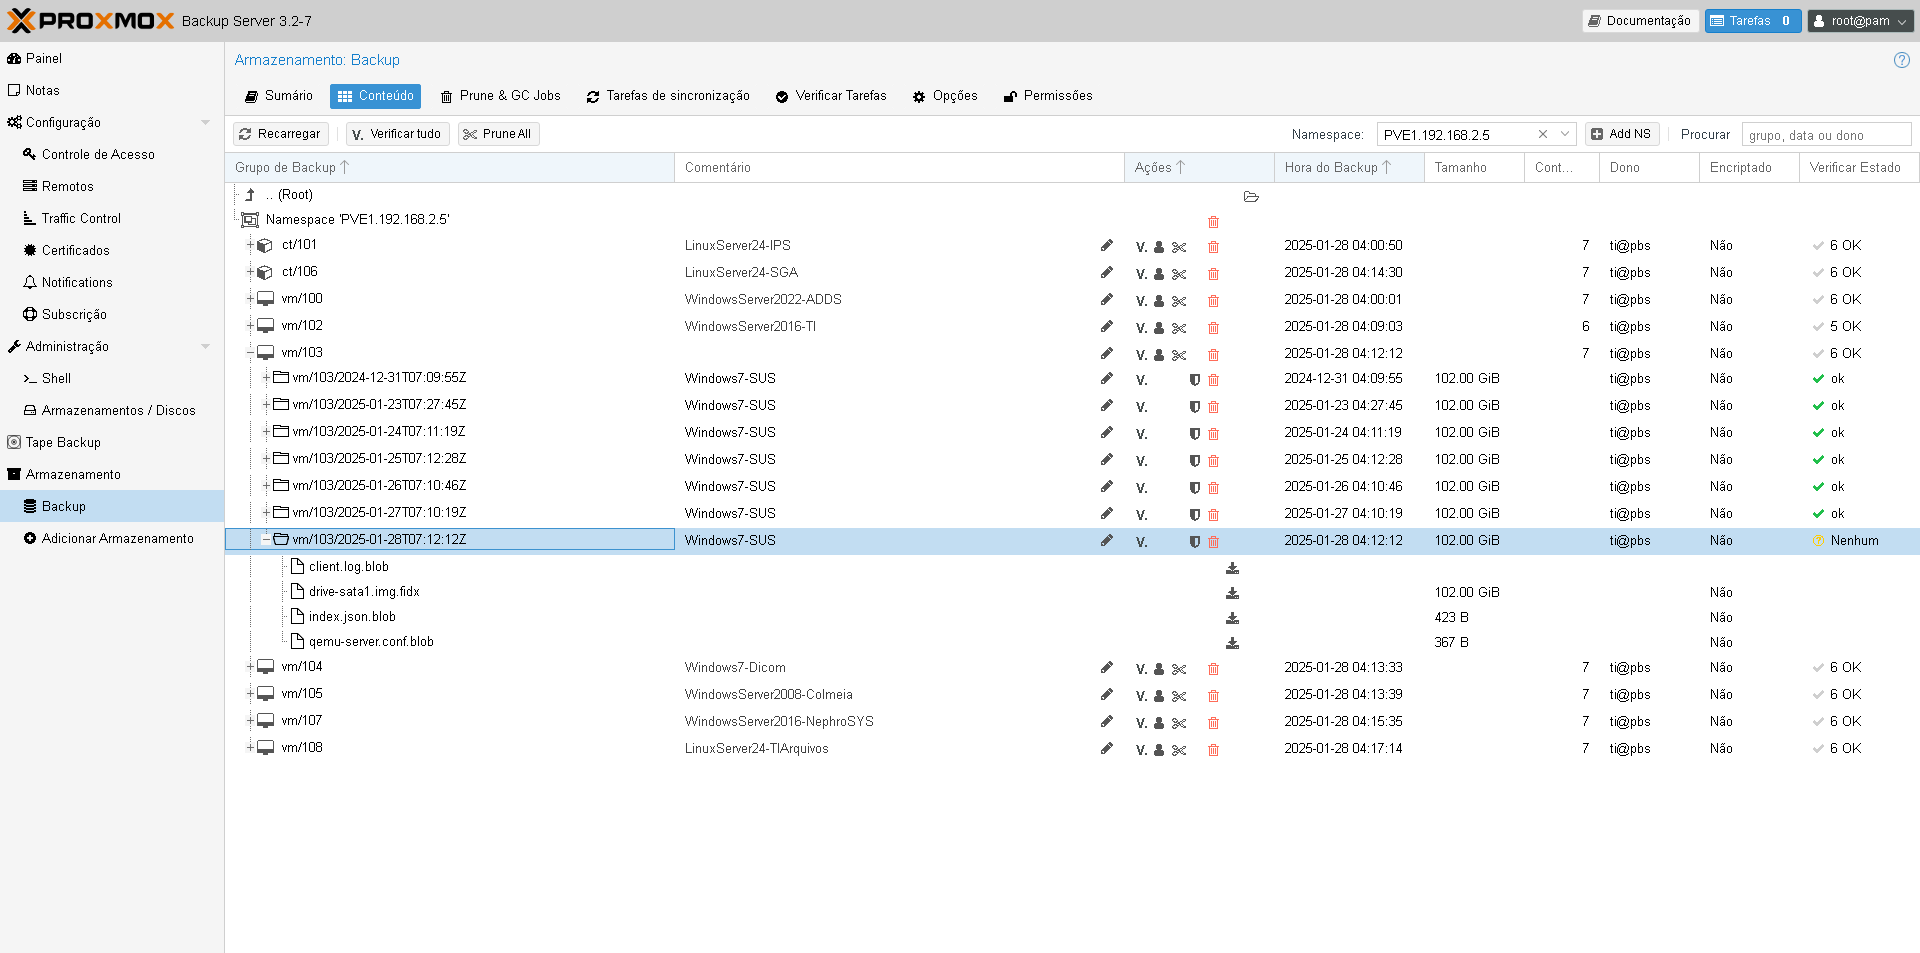 PROXMOX Backup Server 3.2-7 Documentação Tarefas 0 root@pam
Painel
Notas
Configuração
Controle de Acesso
Remotos
Traffic Control
Certificados
Notifications
Subscrição
Administração
Shell
Armazenamentos / Discos
Tape Backup
Armazenamento
Backup
Adicionar Armazenamento
Armazenamento: Backup
Sumário Conteúdo Prune & GC Jobs Tarefas de sincronização Verificar Tarefas Opções Permissões
Recarregar V. Verificar tudo Prune All Namespace: PVE1.192.168.2.5 Add NS Procurar grupo, data ou dono
Grupo de Backup Comentário Ações Hora do Backup Tamanho Cont... Dono Encriptado Verificar Estado
.. (Root)
Namespace 'PVE1.192.168.2.5'
ct/101 LinuxServer24-IPS V. 2025-01-28 04:00:50 7 ti@pbs Não 6 OK
ct/106 LinuxServer24-SGA V. 2025-01-28 04:14:30 7 ti@pbs Não 6 OK
vm/100 WindowsServer2022-ADDS V. 2025-01-28 04:00:01 7 ti@pbs Não 6 OK
vm/102 WindowsServer2016-TI V. 2025-01-28 04:09:03 6 ti@pbs Não 5 OK
vm/103 V. 2025-01-28 04:12:12 7 ti@pbs Não 6 OK
vm/103/2024-12-31T07:09:55Z Windows7-SUS V. 2024-12-31 04:09:55 102.00 GiB ti@pbs Não ok
vm/103/2025-01-23T07:27:45Z Windows7-SUS V. 2025-01-23 04:27:45 102.00 GiB ti@pbs Não ok
vm/103/2025-01-24T07:11:19Z Windows7-SUS V. 2025-01-24 04:11:19 102.00 GiB ti@pbs Não ok
vm/103/2025-01-25T07:12:28Z Windows7-SUS V. 2025-01-25 04:12:28 102.00 GiB ti@pbs Não ok
vm/103/2025-01-26T07:10:46Z Windows7-SUS V. 2025-01-26 04:10:46 102.00 GiB ti@pbs Não ok
vm/103/2025-01-27T07:10:19Z Windows7-SUS V. 2025-01-27 04:10:19 102.00 GiB ti@pbs Não ok
vm/103/2025-01-28T07:12:12Z Windows7-SUS V. 2025-01-28 04:12:12 102.00 GiB ti@pbs Não Nenhum
client.log.blob
drive-sata1.img.fidx 102.00 GiB Não
index.json.blob 423 B Não
qemu-server.conf.blob 367 B Não
vm/104 Windows7-Dicom V. 2025-01-28 04:13:33 7 ti@pbs Não 6 OK
vm/105 WindowsServer2008-Colmeia V. 2025-01-28 04:13:39 7 ti@pbs Não 6 OK
vm/107 WindowsServer2016-NephroSYS V. 2025-01-28 04:15:35 7 ti@pbs Não 6 OK
vm/108 LinuxServer24-TIArquivos V. 2025-01-28 04:17:14 7 ti@pbs Não 6 OK